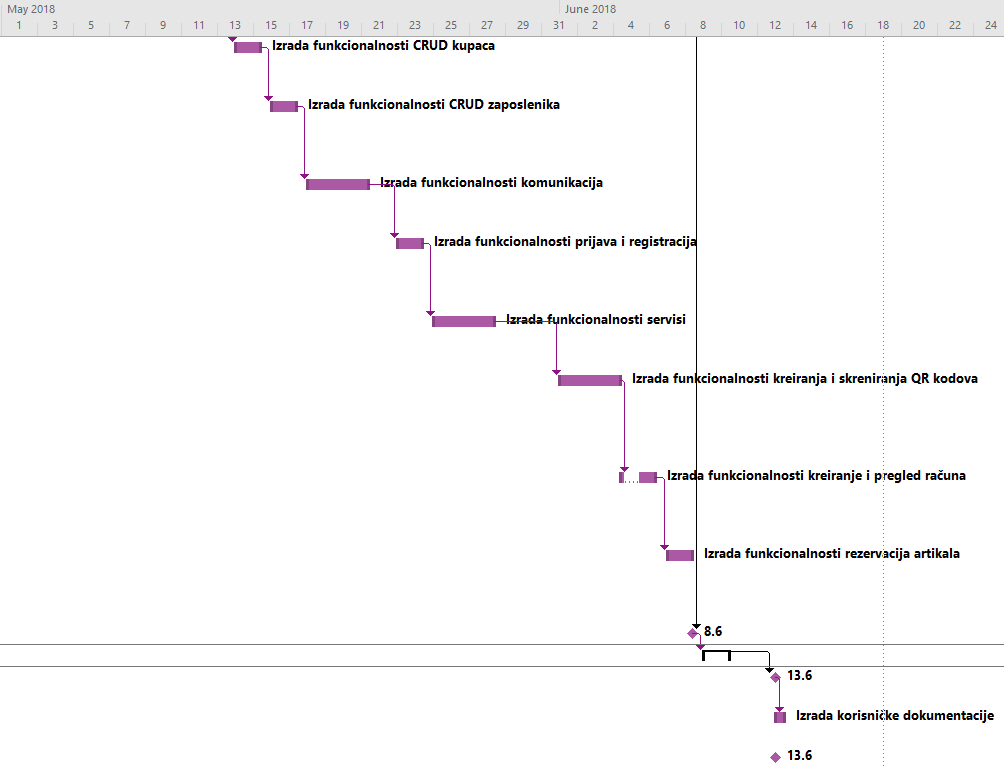 May 2018 June 2018
1 3 5 7 9 11 13 15 17 19 21 23 25 27 29 31 2 4 6 8 10 12 14 16 18 20 22 24
Izrada funkcionalnosti CRUD kupaca
Izrada funkcionalnosti CRUD zaposlenika
Izrada funkcionalnosti komunikacija
Izrada funkcionalnosti prijava i registracija
Izrada funkcionalnosti servisi
Izrada funkcionalnosti kreiranja i skreniranja QR kodova
Izrada funkcionalnosti kreiranje i pregled računa
Izrada funkcionalnosti rezervacija artikala
8.6
13.6
Izrada korisničke dokumentacije
13.6